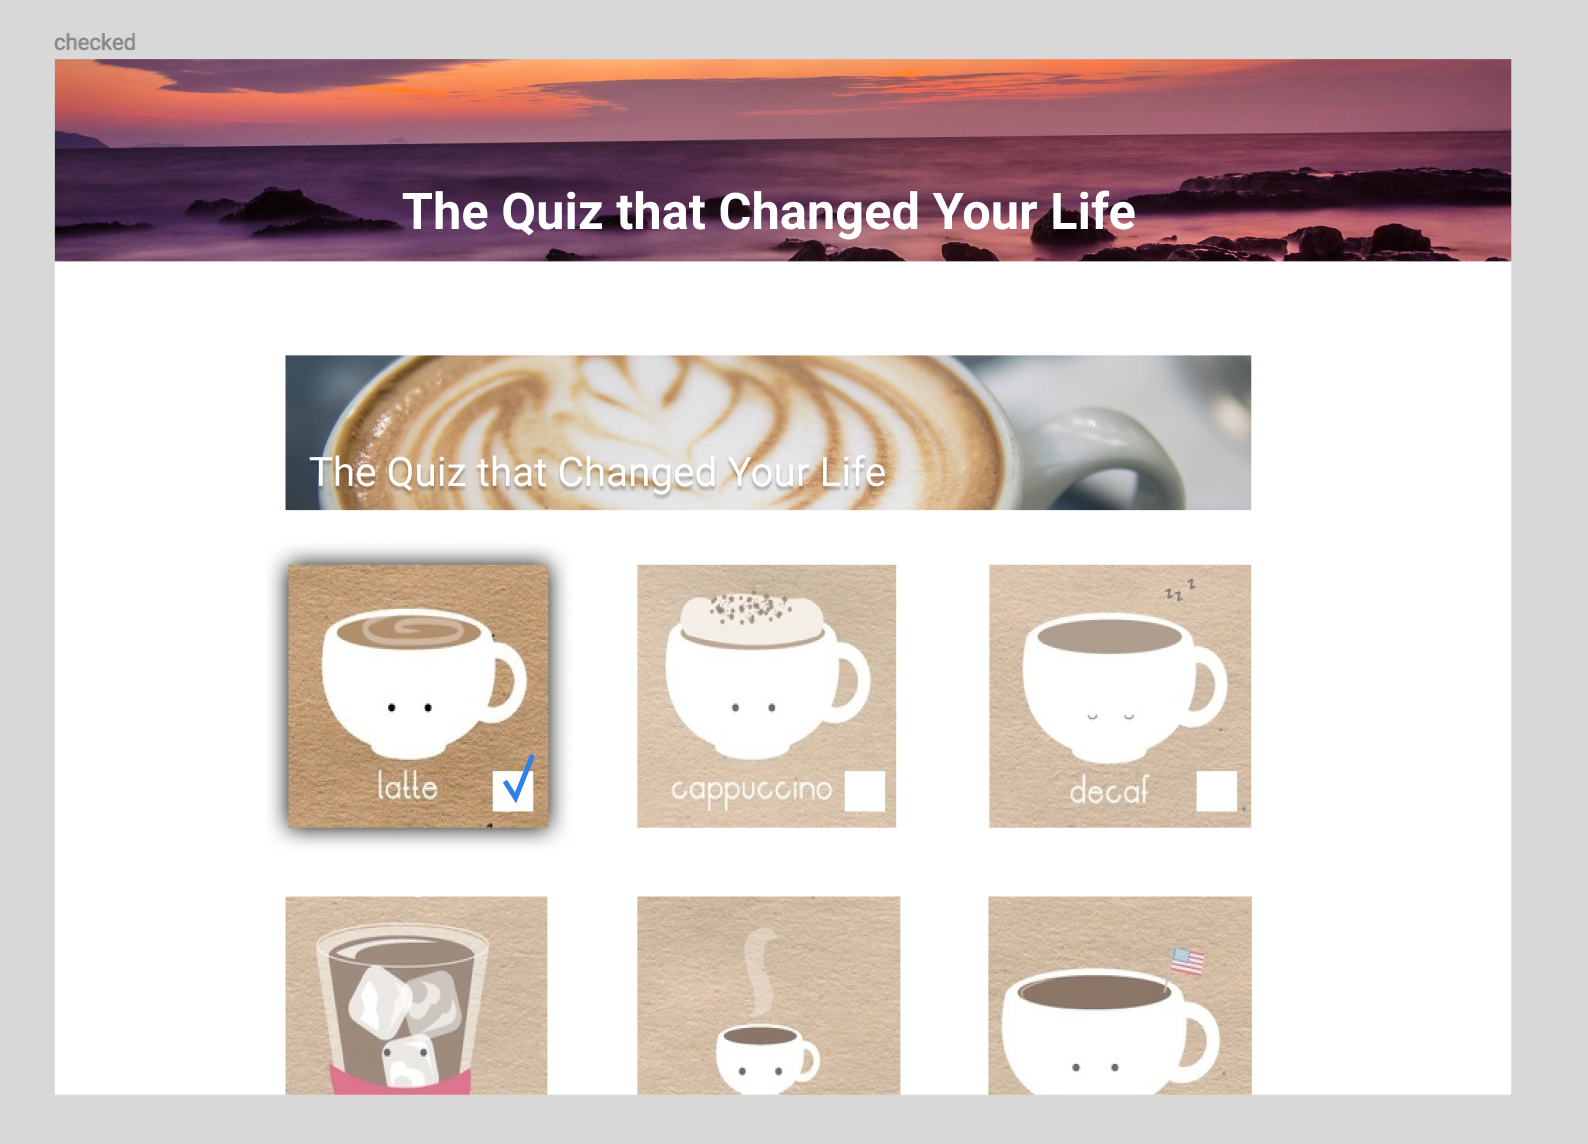 checked
The Quiz that Changed Your Life
The Quiz that Changed Your Life
z z z
latte
cappuccino
decaf